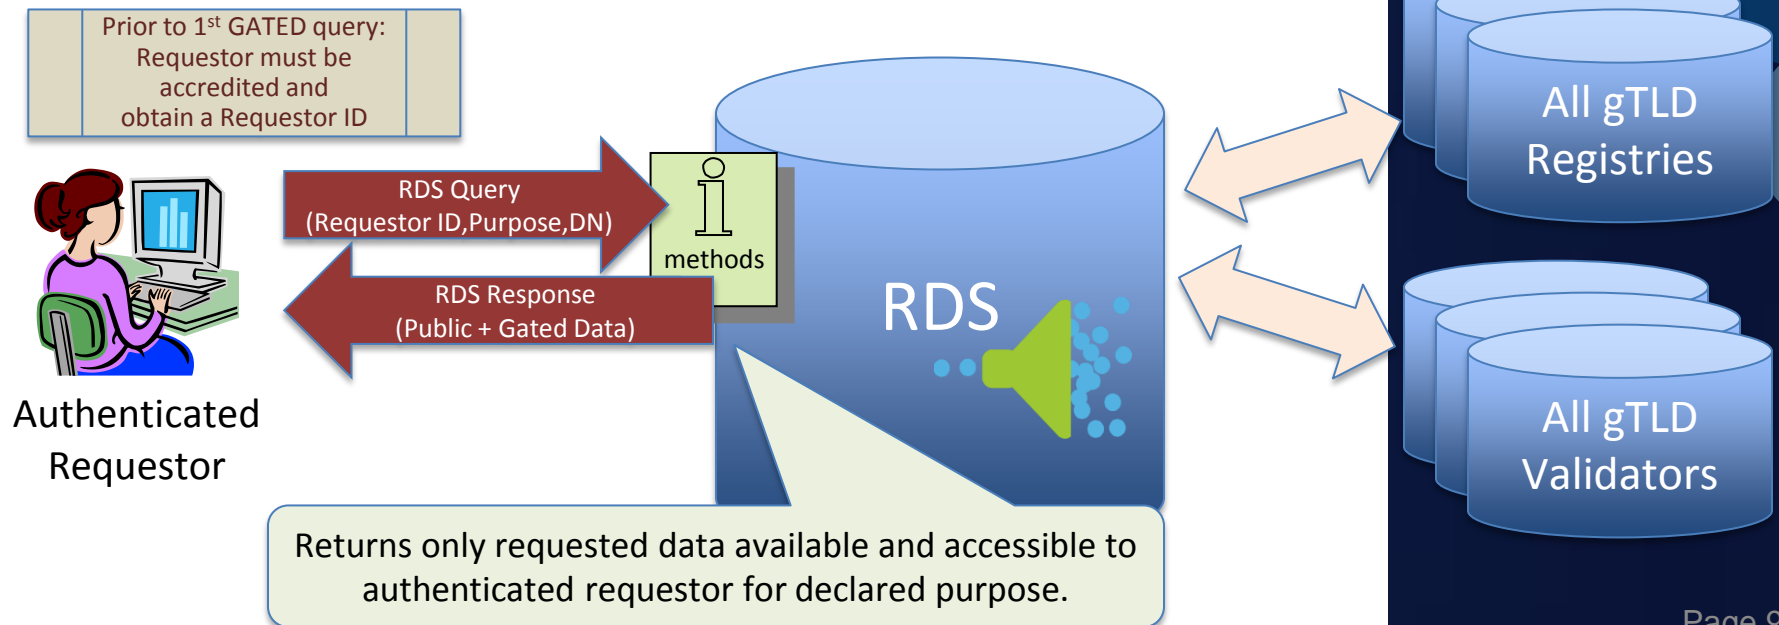 Prior to 1st GATED query:
Requestor must be
accredited and
obtain a Requestor ID
RDS Query
(Requestor ID,Purpose,DN)
methods
RDS Response
(Public + Gated Data)
RDS
Authenticated
Requestor
Returns only requested data available and accessible to
authenticated requestor for declared purpose.
All gTLD
Registries
All gTLD
Validators
Page 9